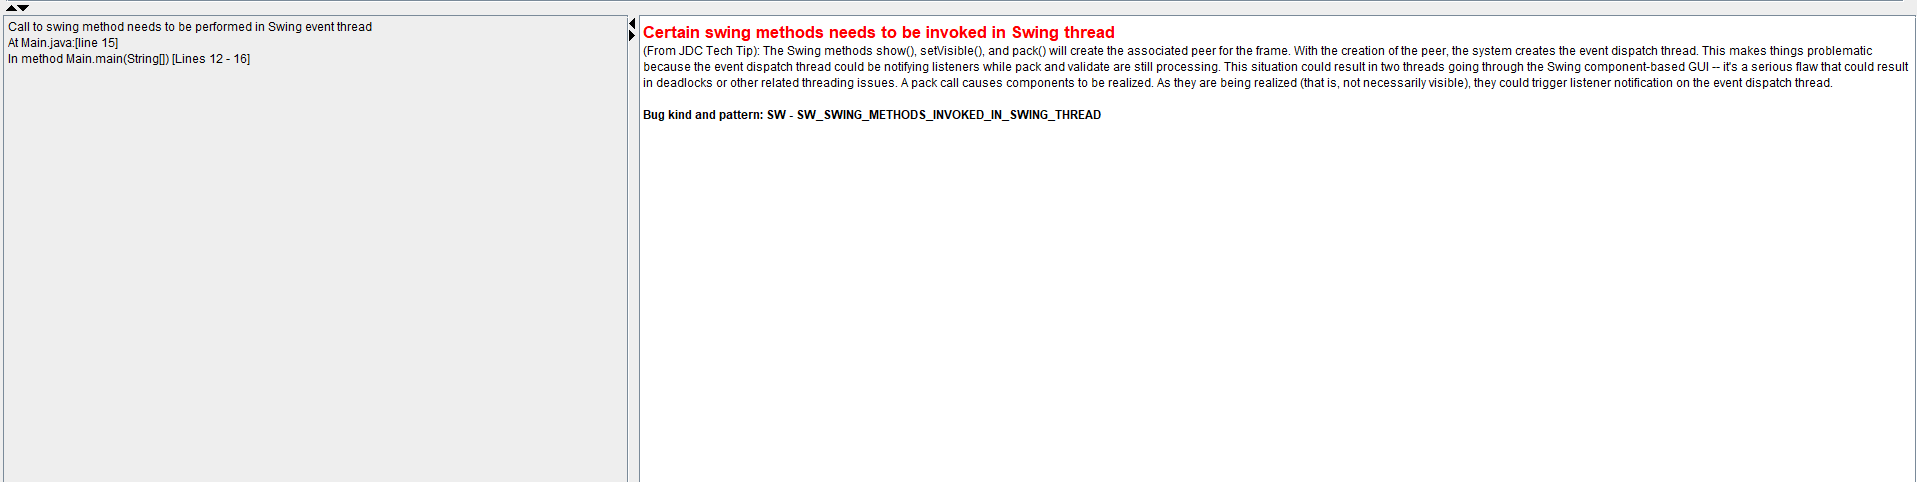 Call to swing method needs to be performed in Swing event thread
At Main.java:[line 15]
In method Main.main(String[]) [Lines 12 - 16]
Certain swing methods needs to be invoked in Swing thread
(From JDC Tech Tip): The Swing methods show(), setVisible(), and pack() will create the associated peer for the frame. With the creation of the peer, the system creates the event dispatch thread. This makes things problematic
because the event dispatch thread could be notifying listeners while pack and validate are still processing. This situation could result in two threads going through the Swing component-based GUI -- it's a serious flaw that could result
in deadlocks or other related threading issues. A pack call causes components to be realized. As they are being realized (that is, not necessarily visible), they could trigger listener notification on the event dispatch thread.
Bug kind and pattern: SW - SW_SWING_METHODS_INVOKED_IN_SWING_THREAD